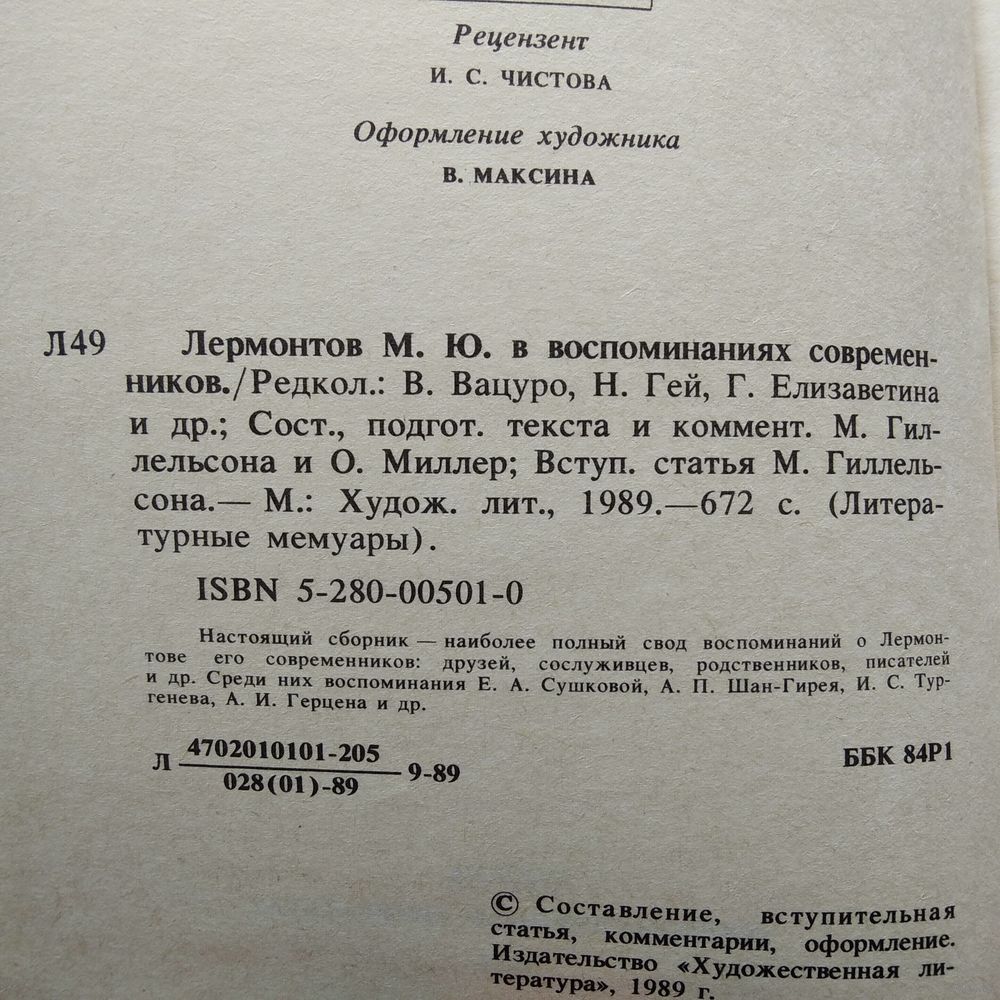 Рецензент
И. С. ЧИСТОВА
Оформление художника
В. МАКСИНА
Л49 Лермонтов М. Ю. в воспоминаниях современ-
ников./Редкол.: В. Вацуро, Н. Гей, Г. Елизаветина
и др.; Сост., подгот. текста и коммент. М. Гил-
лельсона и О. Миллер; Вступ. статья М. Гиллель-
сона.— М.: Худож. лит., 1989.—672 с. (Литера-
турные мемуары).
ISBN 5-280-00501-0
Настоящий сборник — наиболее полный свод воспоминаний о Лермон-
тове его современников: друзей, сослуживцев, родственников, писателей
и др. Среди них воспоминания Е. А. Сушковой, А. П. Шан-Гирея, И. С. Тур-
генева, А. И. Герцена и др.
4702010101-205
Л 9-89
028(01)-89
ББК 84Р1
© Составление, вступительная
статья, комментарии, оформление.
Издательство «Художественная ли-
тература», 1989 г.